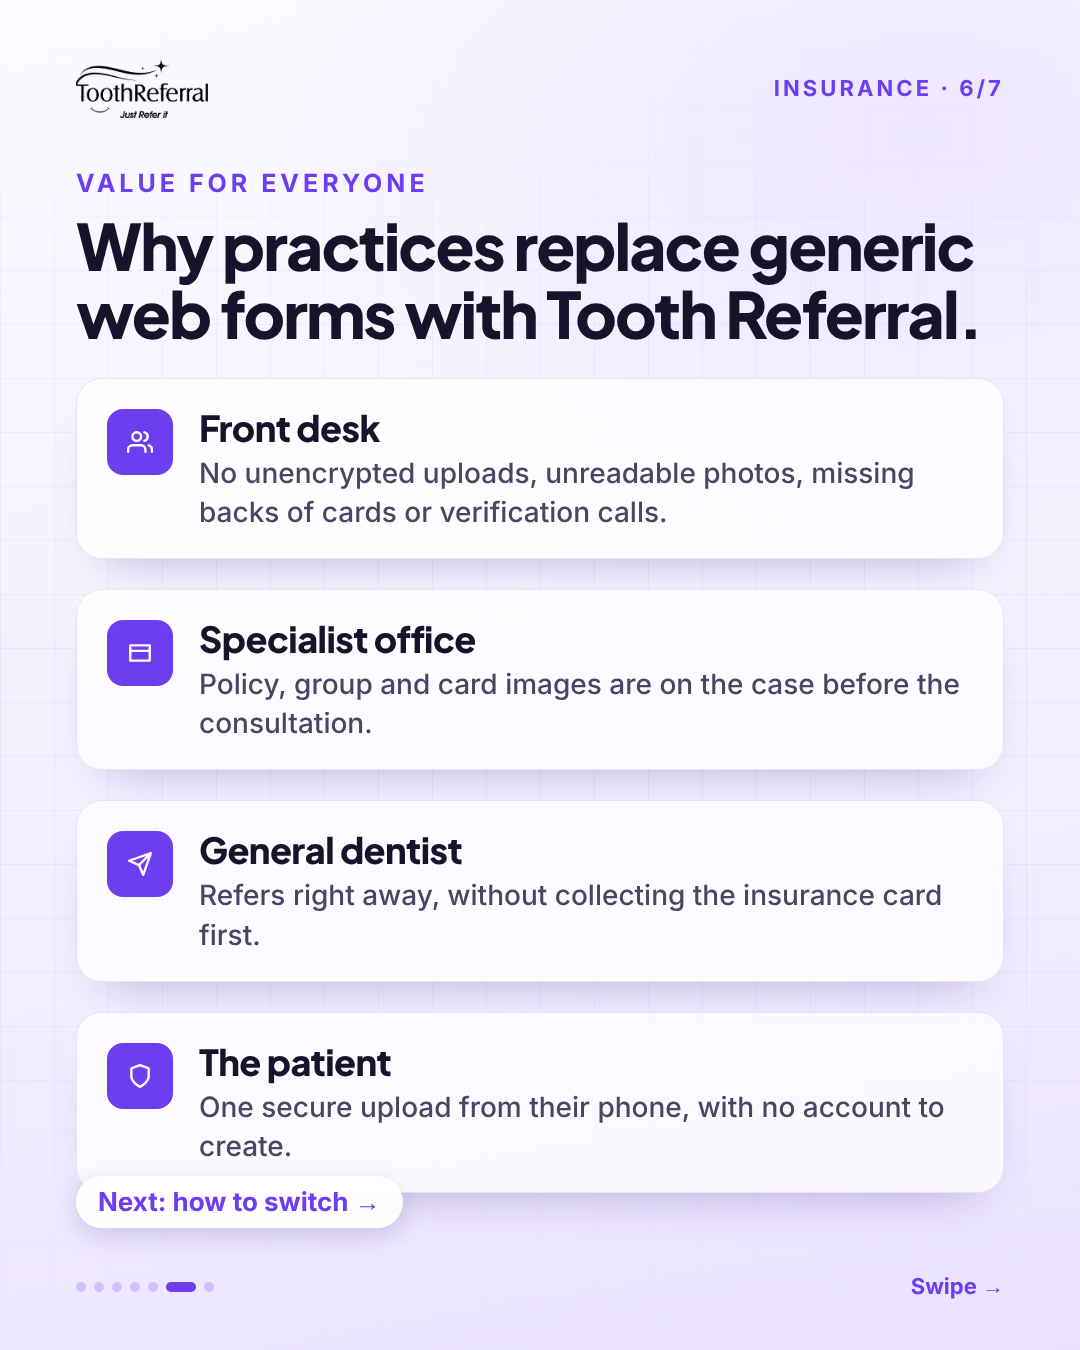 ToothReferral
Just Refer it
INSURANCE · 6/7
VALUE FOR EVERYONE
Why practices replace generic
web forms with Tooth Referral.
Front desk
No unencrypted uploads, unreadable photos, missing
backs of cards or verification calls.
Specialist office
Policy, group and card images are on the case before the
consultation.
General dentist
Refers right away, without collecting the insurance card
first.
The patient
One secure upload from their phone, with no account to
create.
Next: how to switch →
Swipe →